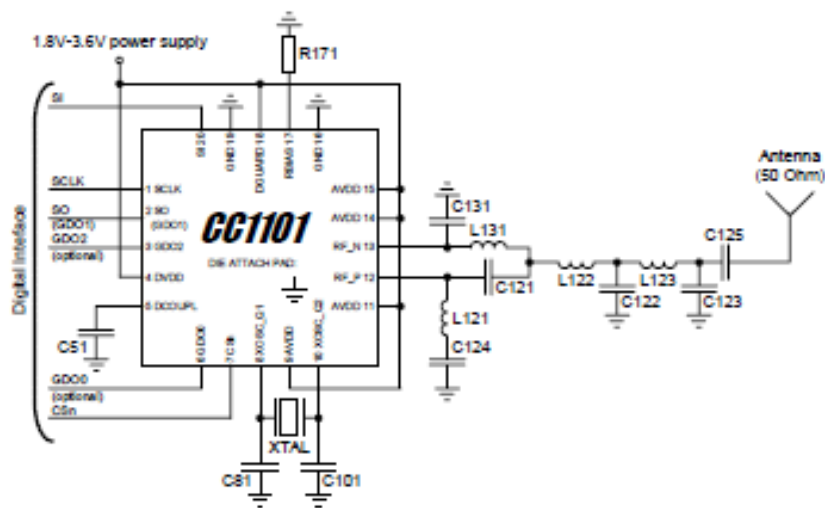 1.8V-3.6V power supply
R171
SI
SI 20
GND 19
DGUARD 18
RBIAS 17
GND 16
Antenna
(50 Ohm)
Digital Interface
SCLK
1 SCLK
AVDD 15
C131
SO
(GDO1)
2 SO
(GDO1)
CC1101
AVDD 14
L131
C125
GDO2
(optional)
3 GDO2
RF_N 13
DIE ATTACH PAD:
4 DVDD
RF_P 12
C121
L122
L123
C122
C123
5 DCOUPL
AVDD 11
L121
C51
6 GDO0
7 CSn
8 XOSC_Q1
9 AVDD
10 XOSC_Q2
C124
GDO0
(optional)
CSn
XTAL
C81
C101